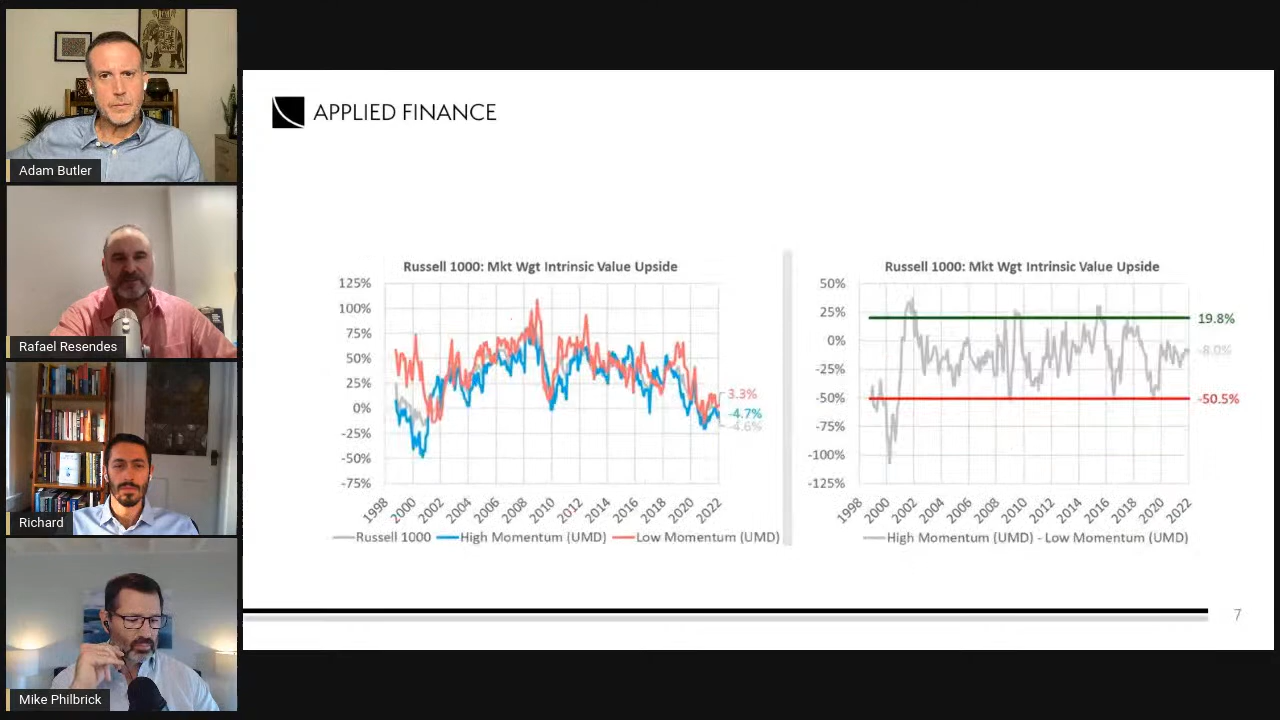 Adam Butler
Rafael Resendes
Richard
Mike Philbrick
APPLIED FINANCE
Russell 1000: Mkt Wgt Intrinsic Value Upside
125%
100%
75%
50%
25%
0%
-25%
-50%
-75%
3.3%
-4.7%
-4.6%
1998 2000 2002 2004 2006 2008 2010 2012 2014 2016 2018 2020 2022
Russell 1000 High Momentum (UMD) Low Momentum (UMD)
Russell 1000: Mkt Wgt Intrinsic Value Upside
50%
25%
0%
-25%
-50%
-75%
-100%
-125%
19.8%
-8.0%
-50.5%
1998 2000 2002 2004 2006 2008 2010 2012 2014 2016 2018 2020 2022
High Momentum (UMD) - Low Momentum (UMD)
7